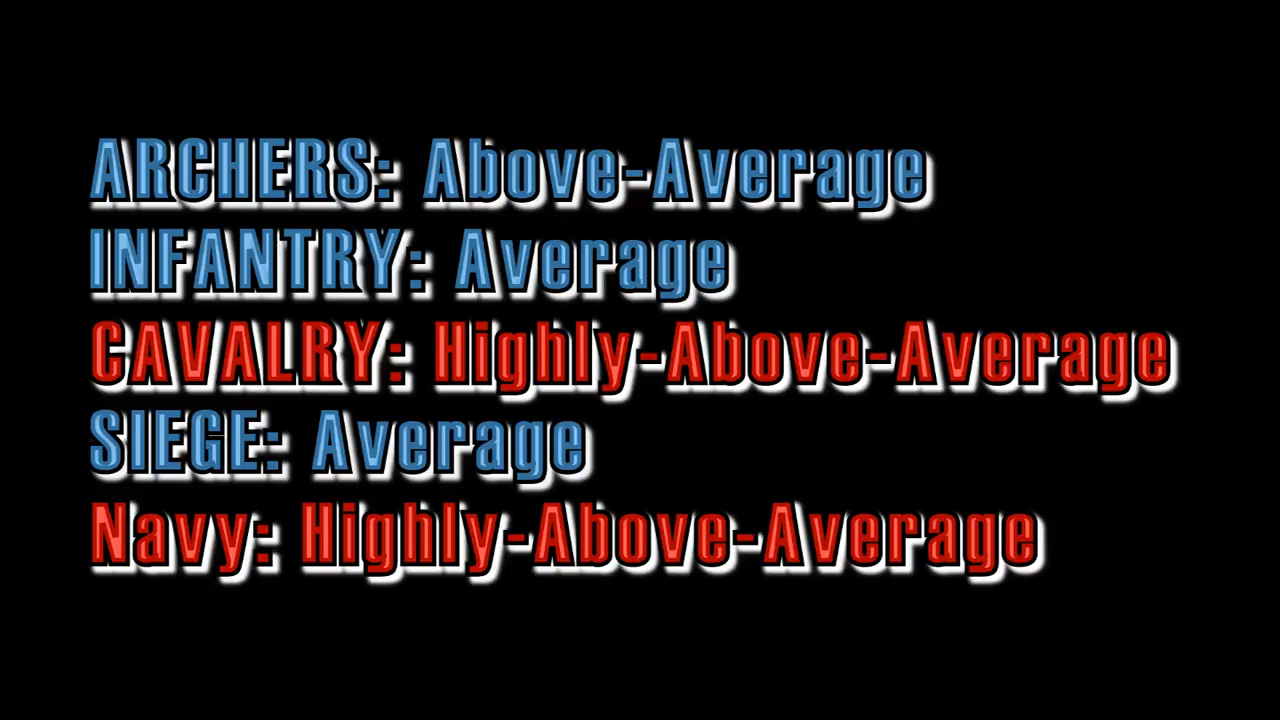 ARCHERS: Above-Average
INFANTRY: Average
CAVALRY: Highly-Above-Average
SIEGE: Average
Navy: Highly-Above-Average